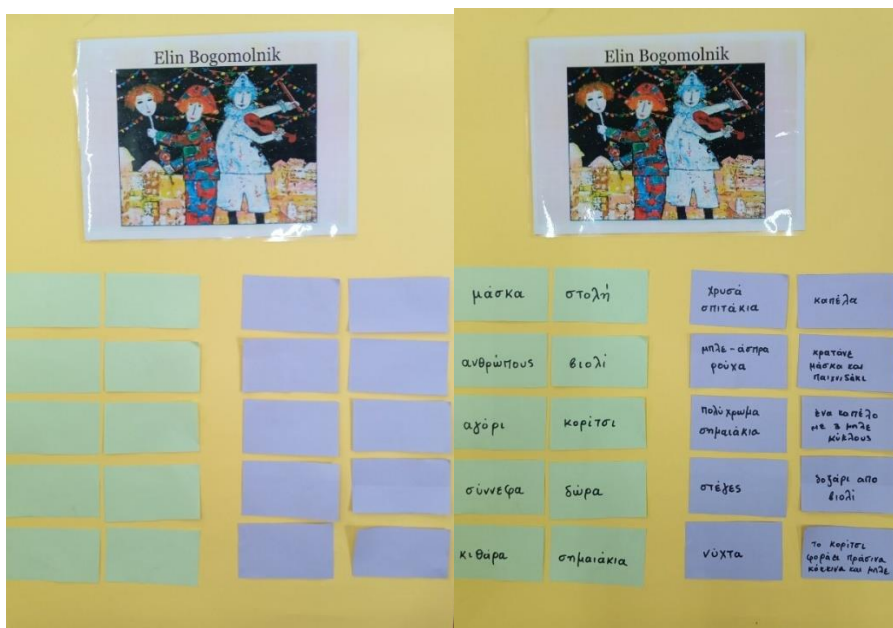 Elin Bogomolnik
Elin Bogomolnik
μάσκα
στολή
χρυσά
σπιτάκια
καπέλα
ανθρώπους
βιολί
μπλε-άσπρα
ρούχα
κρατάνε
μάσκα και
παιχνιδάκι
αγόρι
κορίτσι
πολύχρωμα
σημαιάκια
ένα καπέλο
με 3 μπλε
κύκλους
σύννεφα
δώρα
στέγες
δοξάρι απο
βιολί
κιθάρα
σημαιάκια
νύχτα
το κορίτσι
φοράει πράσινα
κόκκινα και μπλε